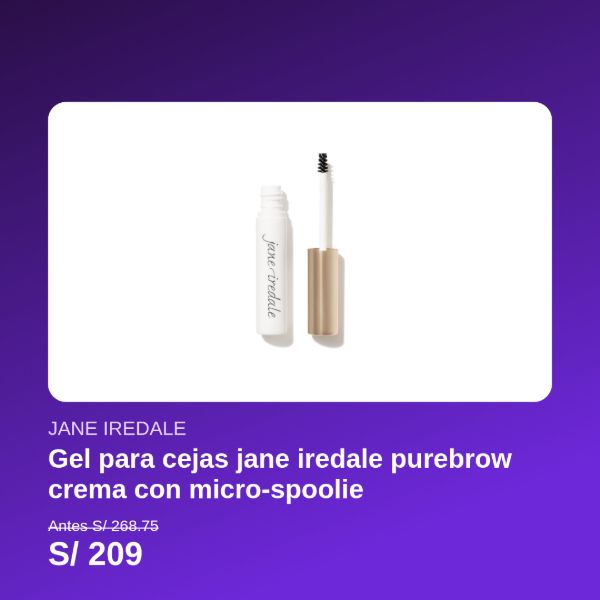 jane iredale
JANE IREDALE
Gel para cejas jane iredale purebrow
crema con micro-spoolie
Antes S/ 268.75
S/ 209